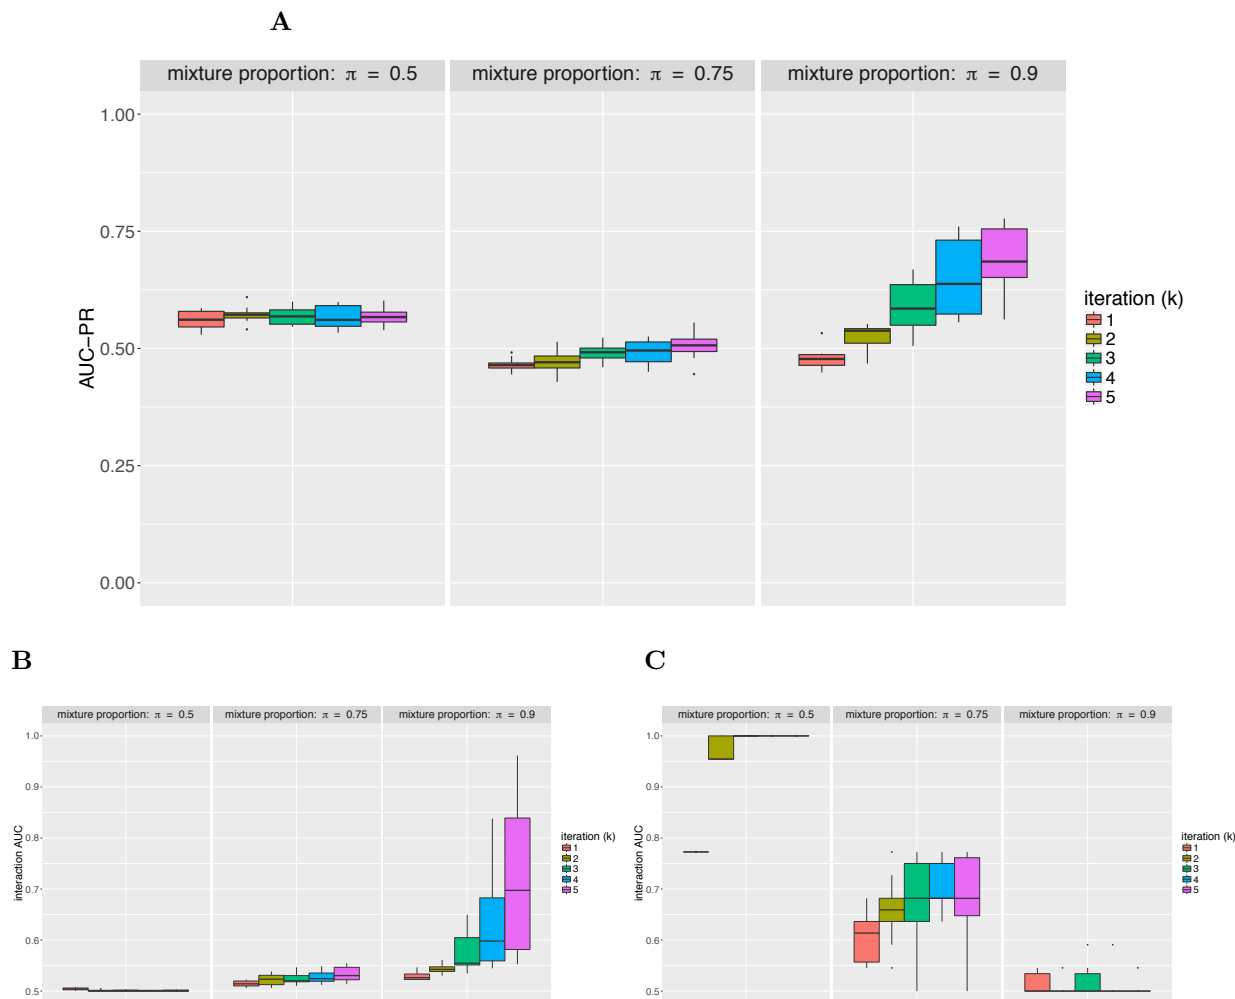 A
mixture proportion: π = 0.5
mixture proportion: π = 0.75
mixture proportion: π = 0.9
1.00
0.75
0.50
0.25
0.00
AUC−PR
iteration (k)
1
2
3
4
5
B
mixture proportion: π = 0.5
mixture proportion: π = 0.75
mixture proportion: π = 0.9
1.0
0.9
0.8
0.7
0.6
0.5
interaction AUC
iteration (k)
1
2
3
4
5
C
mixture proportion: π = 0.5
mixture proportion: π = 0.75
mixture proportion: π = 0.9
1.0
0.9
0.8
0.7
0.6
0.5
interaction AUC
iteration (k)
1
2
3
4
5